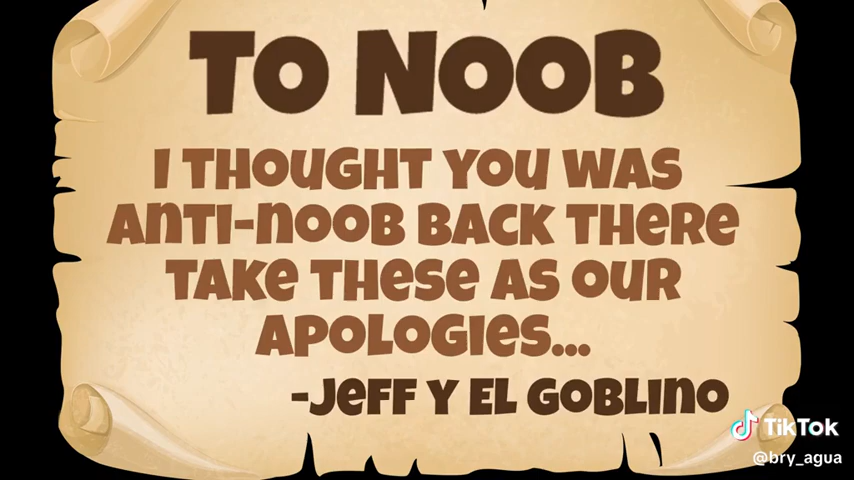 TO NOOB
I THOUGHT YOU WAS
ANTI-NOOB BACK THERE
TAKE THESE AS OUR
APOLOGIES...
-JEFF Y EL GOBLINO
TikTok
@bry_agua